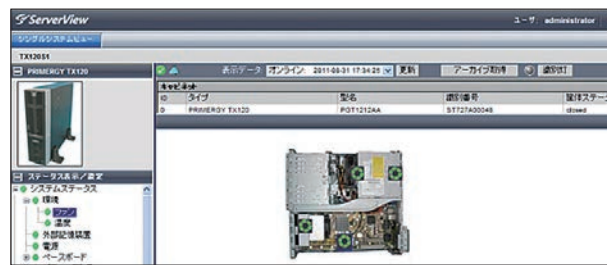 ServerView
ユーザ: administrator
シングルシステムビュー
TX120S1
PRIMERGY TX120
表示データ: オンライン: 2011-08-31 17:34:25 更新 アーカイブ取得 識別灯
キャビネット
ID タイプ 型名 識別番号 筐体ステー
0 PRIMERGY TX120 PGT1212AA ST727A00048 closed
ステータス表示/設定
システムステータス
環境
ファン
温度
外部記憶装置
電源
ベースボード